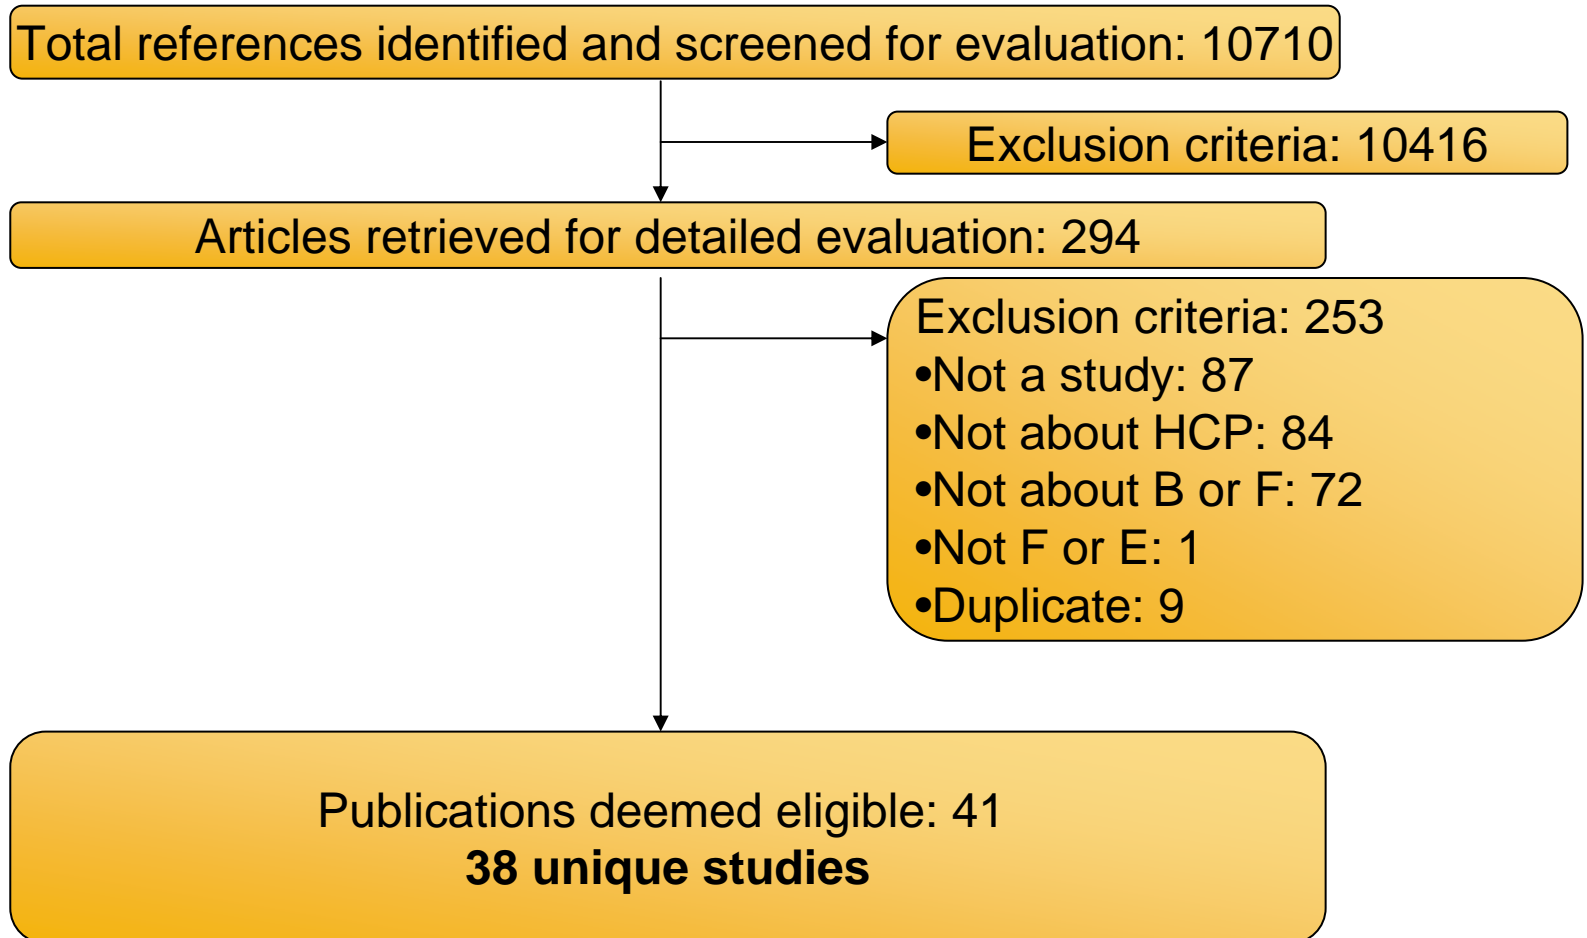 Total references identified and screened for evaluation: 10710
Exclusion criteria: 10416
Articles retrieved for detailed evaluation: 294
Exclusion criteria: 253
•Not a study: 87
•Not about HCP: 84
•Not about B or F: 72
•Not F or E: 1
•Duplicate: 9
Publications deemed eligible: 41
38 unique studies